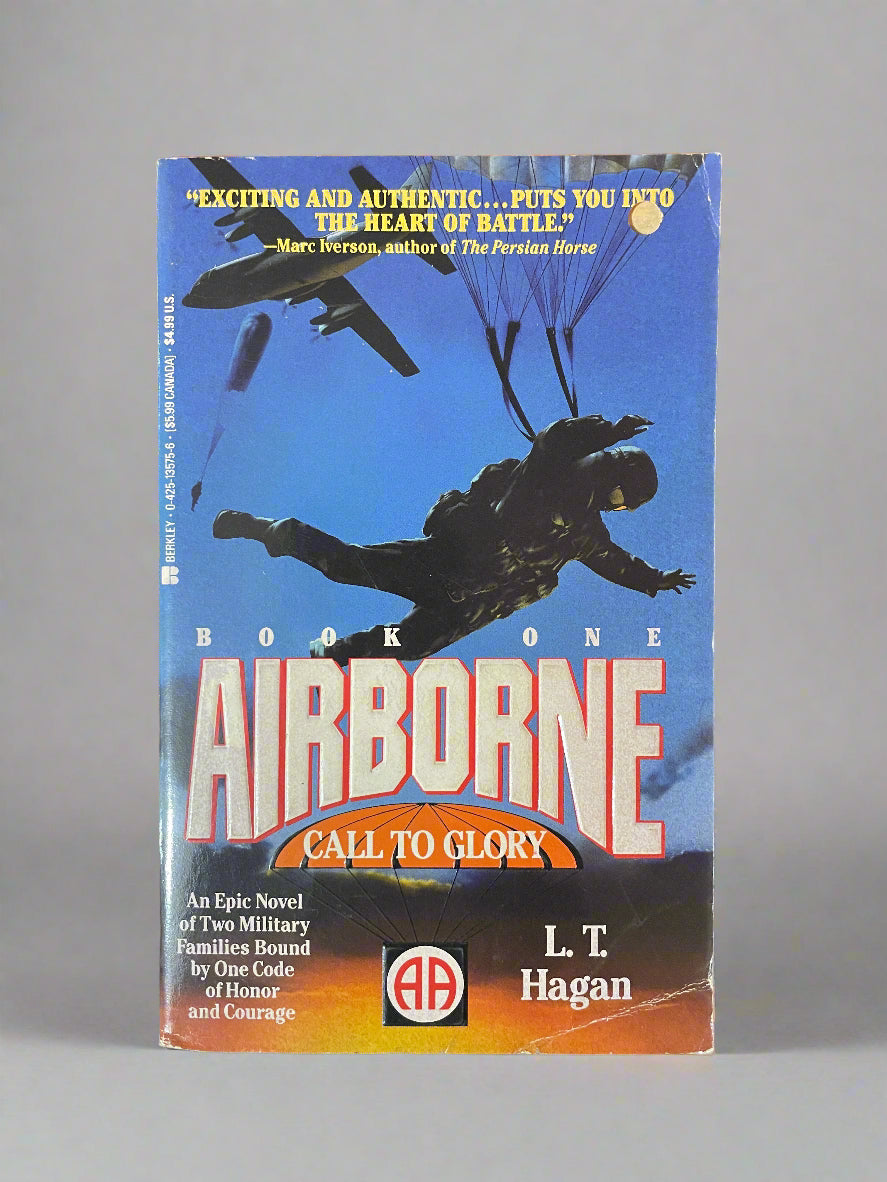 “EXCITING AND AUTHENTIC...PUTS YOU INTO
THE HEART OF BATTLE.”
—Marc Iverson, author of The Persian Horse
BERKLEY • 0-425-13575-6 • [$5.99 CANADA] • $4.99 U.S.
BOOK ONE
AIRBORNE
CALL TO GLORY
An Epic Novel
of Two Military
Families Bound
by One Code
of Honor
and Courage
AA
L. T.
Hagan